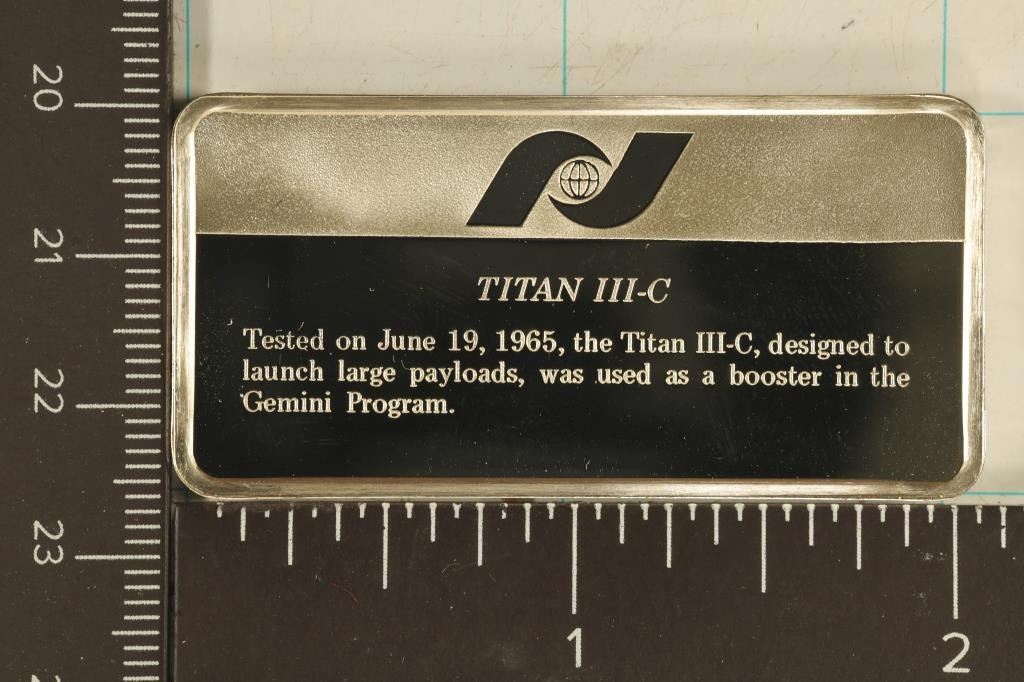 TITAN III-C
Tested on June 19, 1965, the Titan III-C, designed to
launch large payloads, was used as a booster in the
Gemini Program.
20
21
22
23
1
2